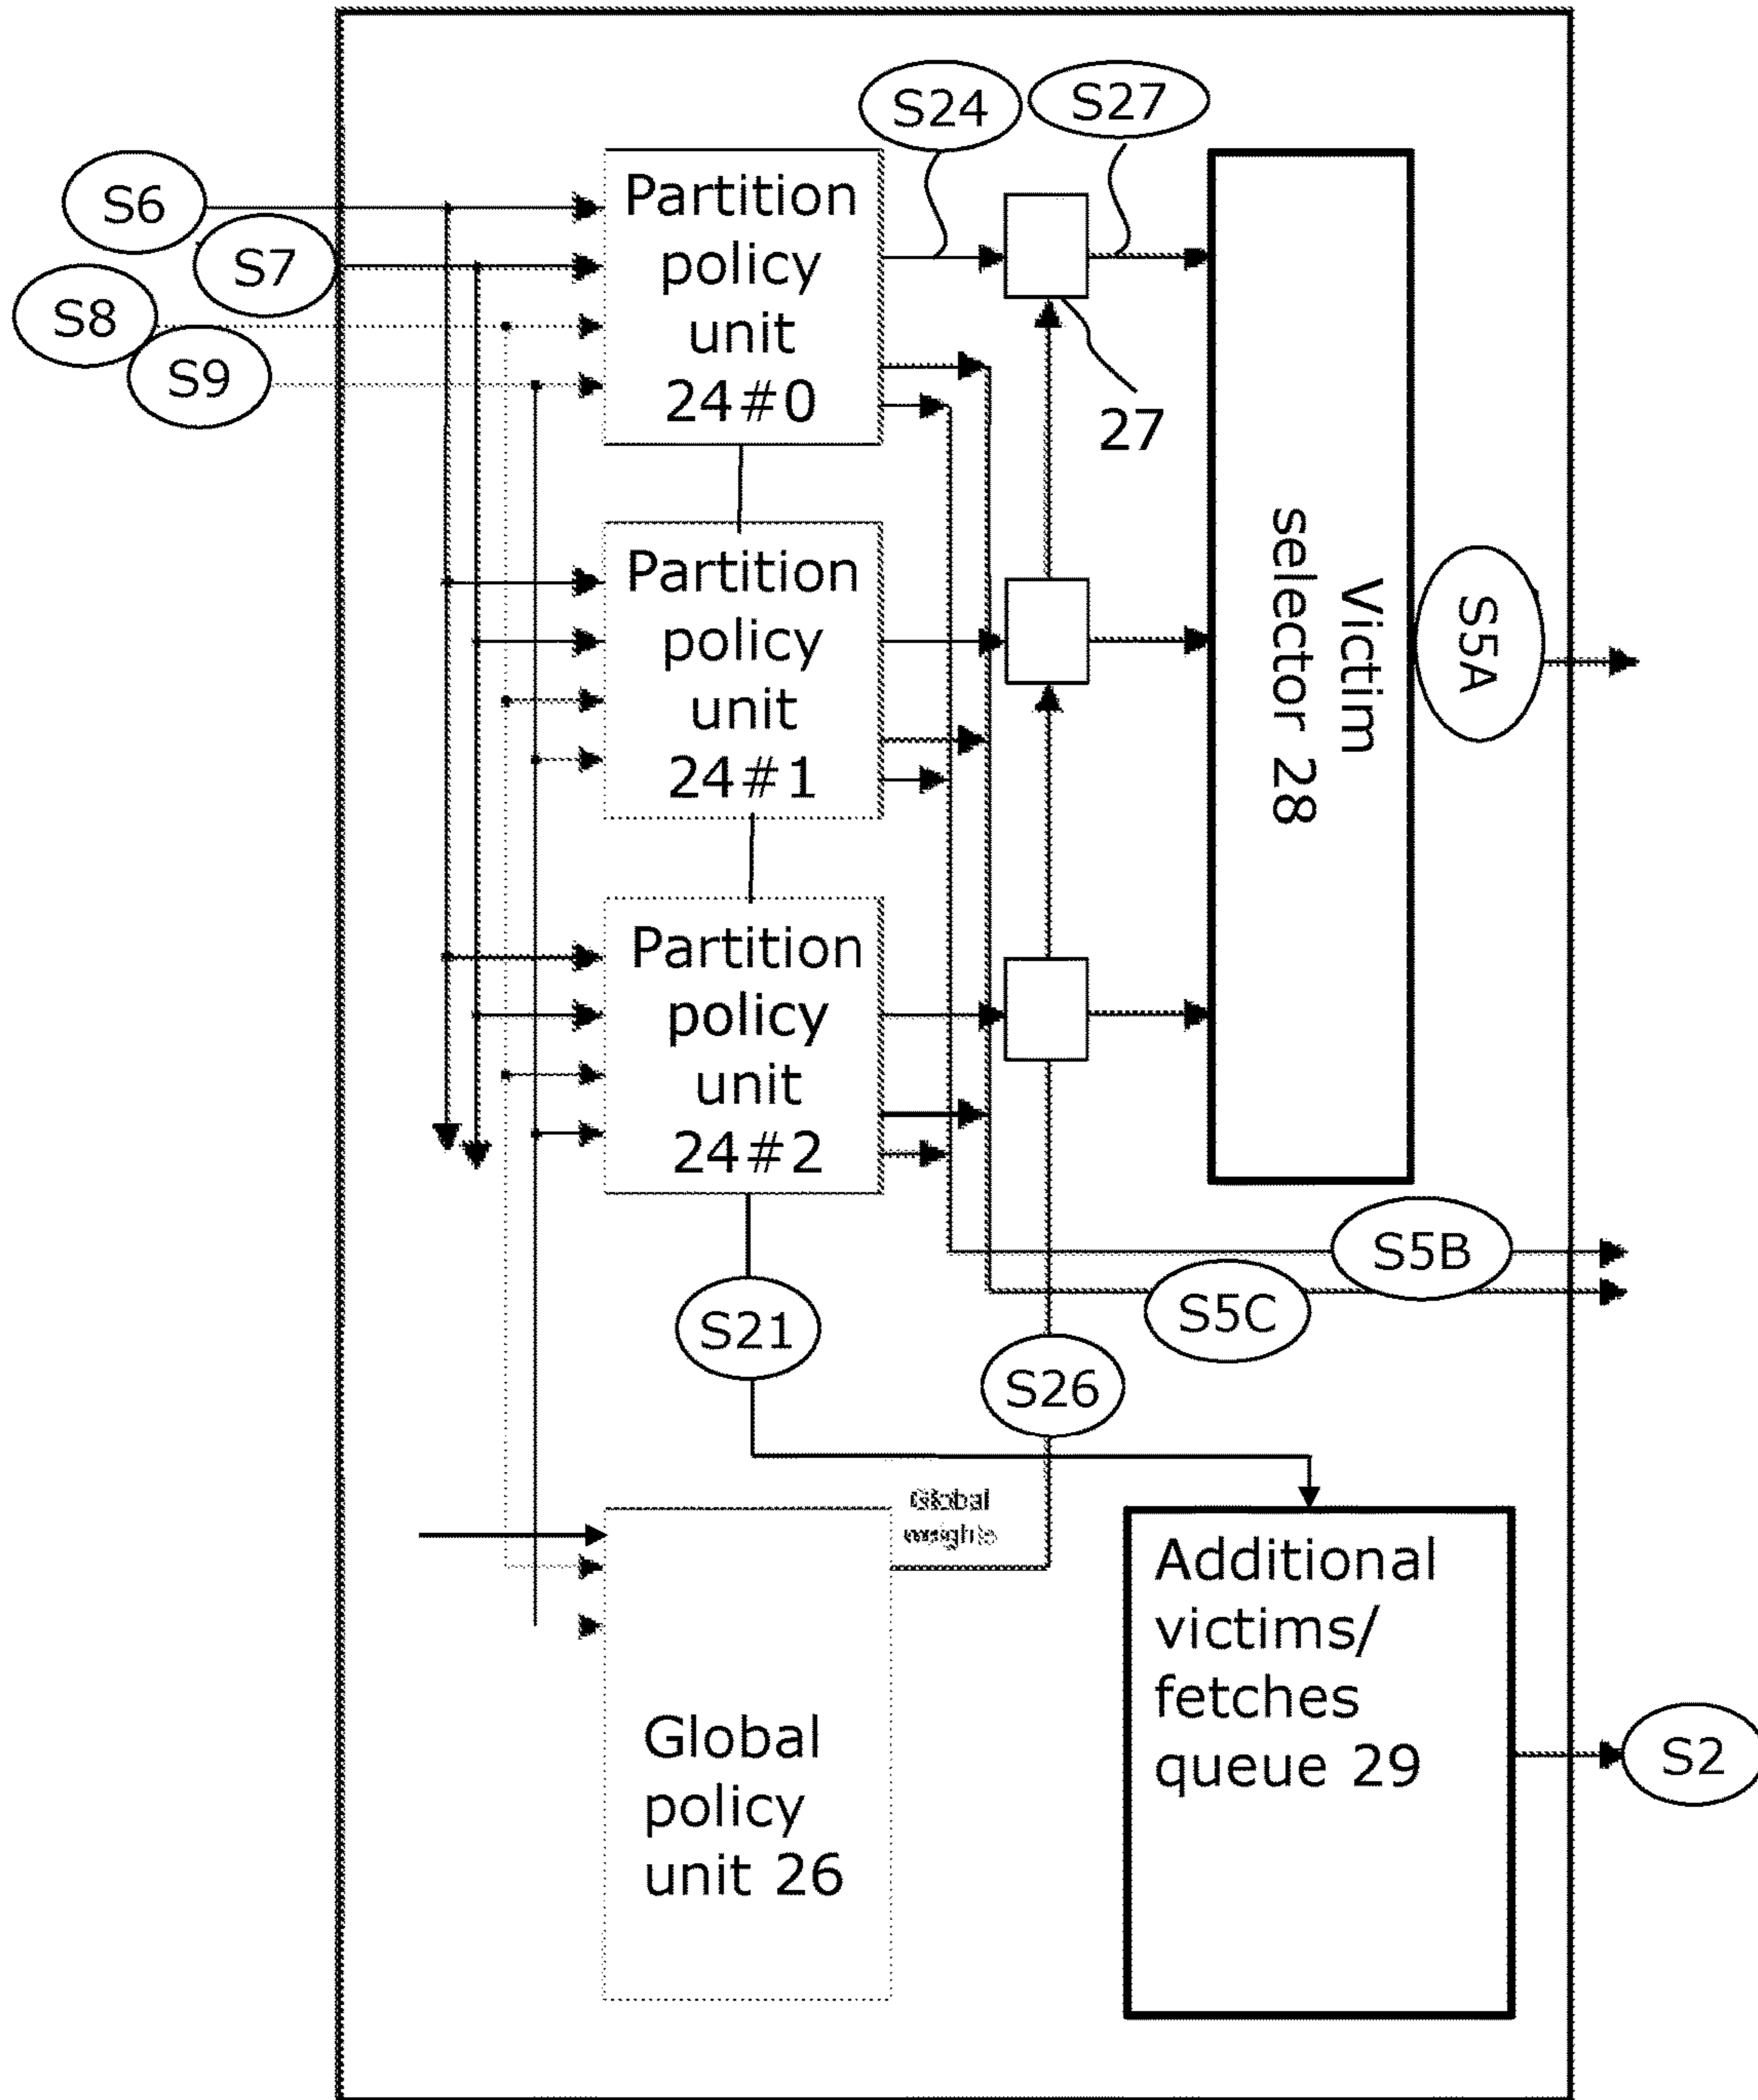 S24
S27
S6
S7
S8
S9
Partition
policy
unit
24#0
27
Partition
policy
unit
24#1
Victim
selector 28
S5A
Partition
policy
unit
24#2
S5B
S5C
S21
S26
Global
weights
Additional
victims/
fetches
queue 29
S2
Global
policy
unit 26